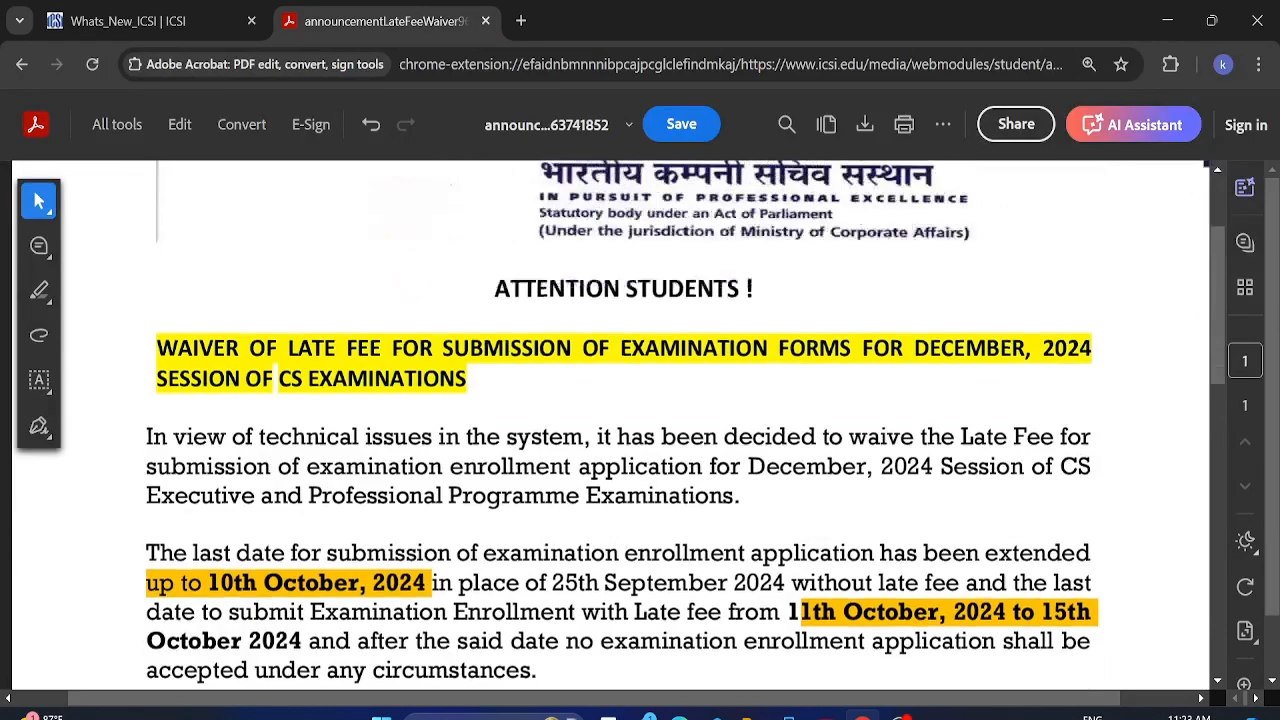 Whats_New_ICSI | ICSI
announcementLateFeeWaiver96
Adobe Acrobat: PDF edit, convert, sign tools
chrome-extension://efaidnbmnnnibpcajpcglclefindmkaj/https://www.icsi.edu/media/webmodules/student/a...
k
All tools Edit Convert E-Sign announc...63741852 Save Share AI Assistant Sign in
भारतीय कम्पनी सचिव संस्थान
IN PURSUIT OF PROFESSIONAL EXCELLENCE
Statutory body under an Act of Parliament
(Under the jurisdiction of Ministry of Corporate Affairs)
ATTENTION STUDENTS !
WAIVER OF LATE FEE FOR SUBMISSION OF EXAMINATION FORMS FOR DECEMBER, 2024
SESSION OF CS EXAMINATIONS
In view of technical issues in the system, it has been decided to waive the Late Fee for
submission of examination enrollment application for December, 2024 Session of CS
Executive and Professional Programme Examinations.
The last date for submission of examination enrollment application has been extended
up to 10th October, 2024 in place of 25th September 2024 without late fee and the last
date to submit Examination Enrollment with Late fee from 11th October, 2024 to 15th
October 2024 and after the said date no examination enrollment application shall be
accepted under any circumstances.
1
1
87°F
ENG
11:23 AM